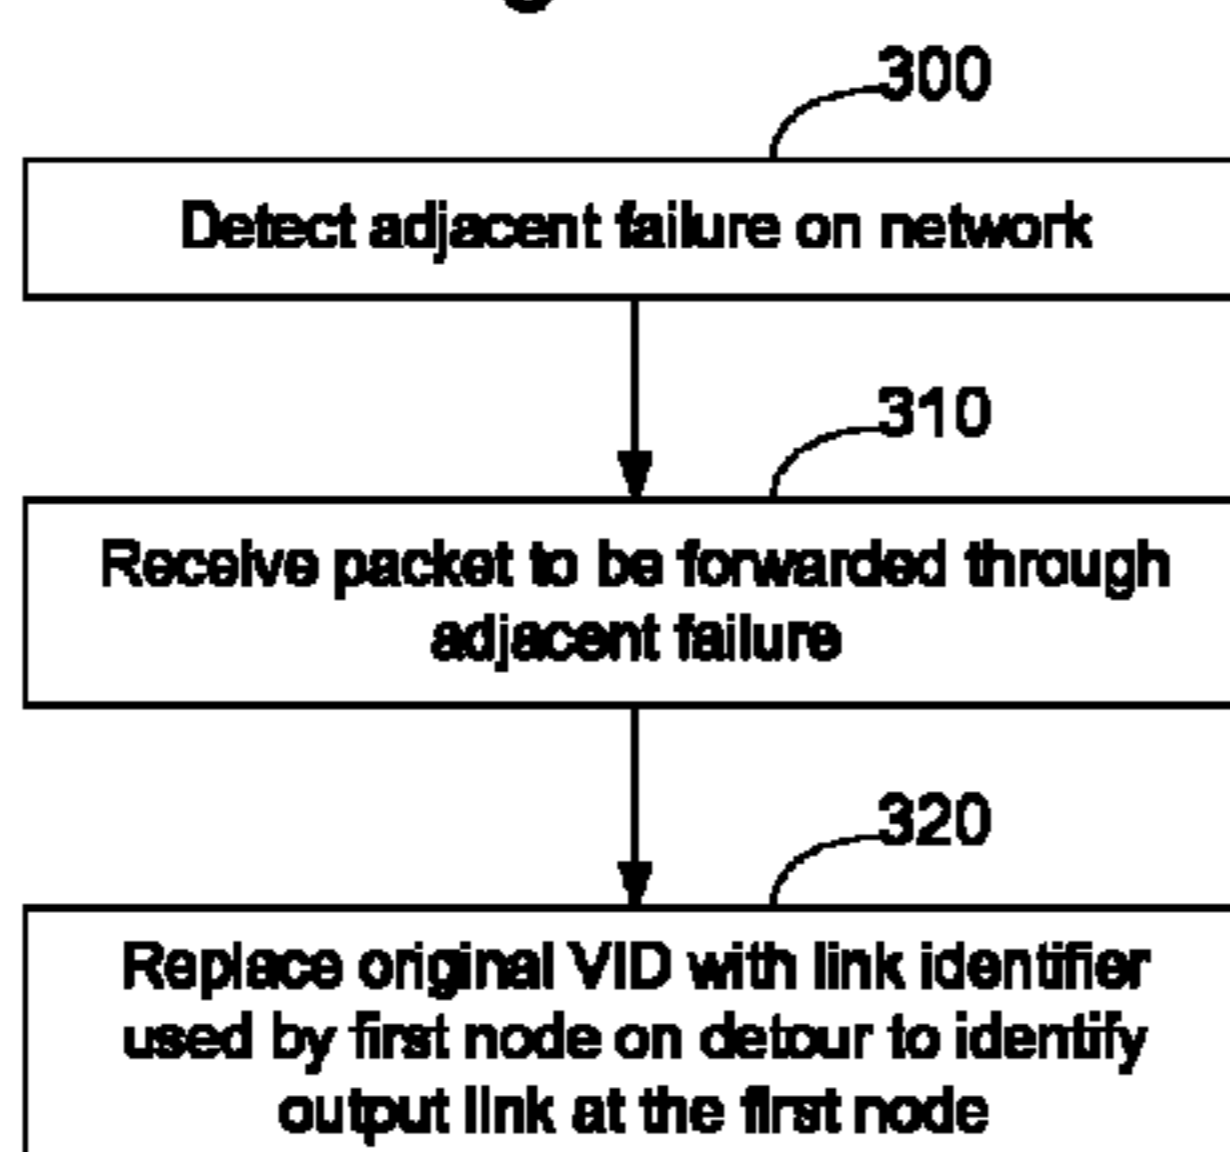 300
Detect adjacent failure on network
310
Receive packet to be forwarded through
adjacent failure
320
Replace original VID with link identifier
used by first node on detour to identify
output link at the first node